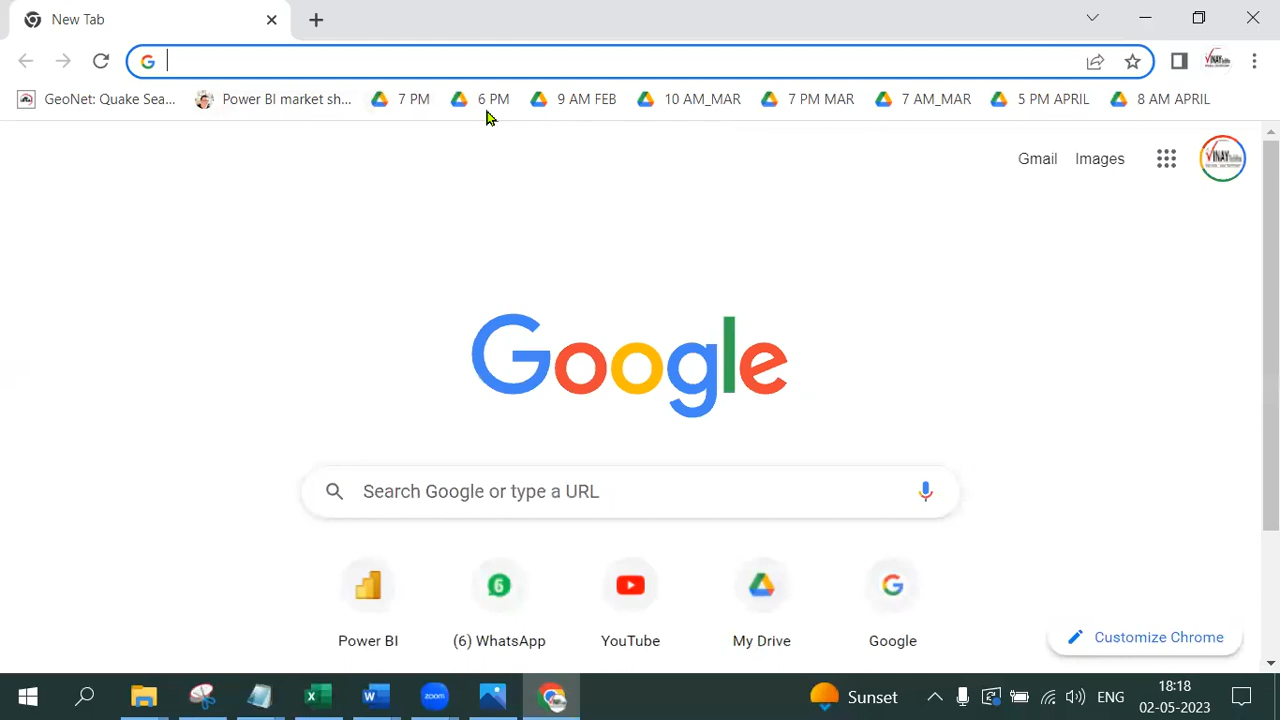 New Tab
GeoNet: Quake Sea... Power BI market sh... 7 PM 6 PM 9 AM FEB 10 AM_MAR 7 PM MAR 7 AM_MAR 5 PM APRIL 8 AM APRIL
Gmail Images
Google
Search Google or type a URL
Power BI (6) WhatsApp YouTube My Drive Google
Customize Chrome
zoom Sunset ENG 18:18
02-05-2023